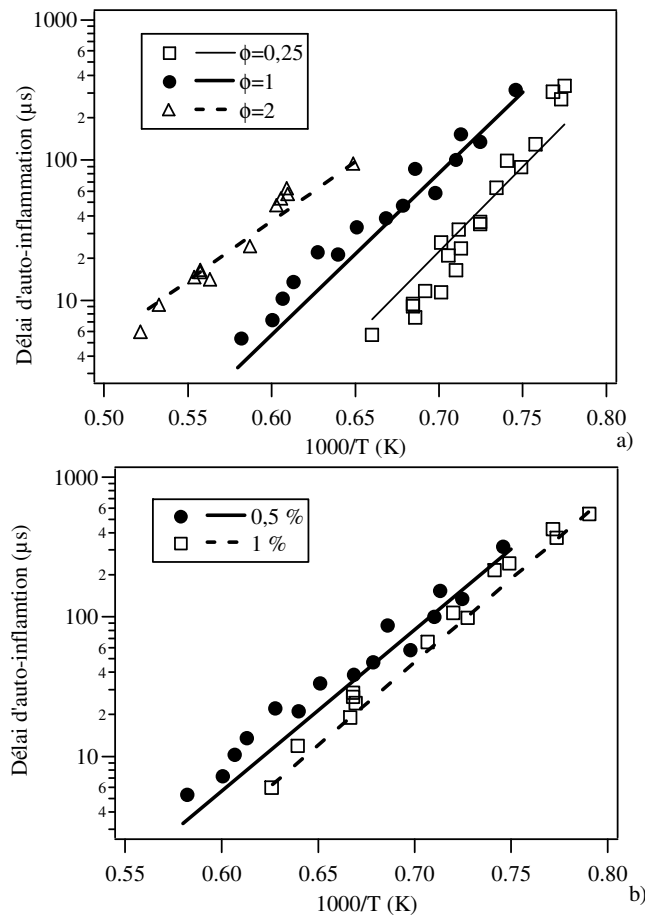 1000
6
4
2
100
6
4
2
10
6
4
Délai d'auto-inflammation (µs)
ϕ=0,25
ϕ=1
ϕ=2
0.50 0.55 0.60 0.65 0.70 0.75 0.80
1000/T (K)
a)
1000
6
4
2
100
6
4
2
10
6
4
Délai d'auto-inflamtion (µs)
0,5 %
1 %
0.55 0.60 0.65 0.70 0.75 0.80
1000/T (K)
b)